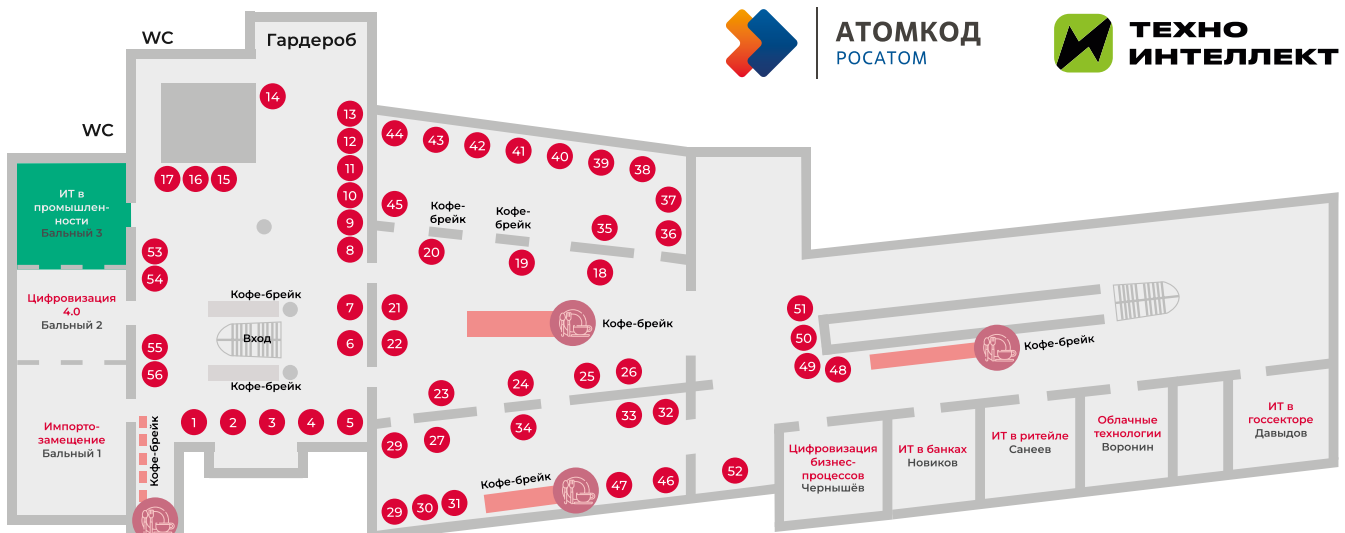 WC
Гардероб
АТОМКОД
РОСАТОМ
ТЕХНО
ИНТЕЛЛЕКТ
WC
14
13
12
11
10
9
8
17
16
15
44
43
42
41
40
39
38
37
36
35
45
Кофе-
брейк
Кофе-
брейк
20
19
18
ИТ в
промышлен-
ности
Бальный 3
53
54
Цифровизация
4.0
Бальный 2
55
56
Импорто-
замещение
Бальный 1
Кофе-брейк
Вход
Кофе-брейк
7
6
21
22
Кофе-брейк
Кофе-брейк
1
2
3
4
5
23
24
25
26
29
27
34
33
32
Кофе-брейк
29
30
31
47
46
52
51
50
49
48
Кофе-брейк
Цифровизация
бизнес-
процессов
Чернышёв
ИТ в банках
Новиков
ИТ в ритейле
Санеев
Облачные
технологии
Воронин
ИТ в
госсекторе
Давыдов